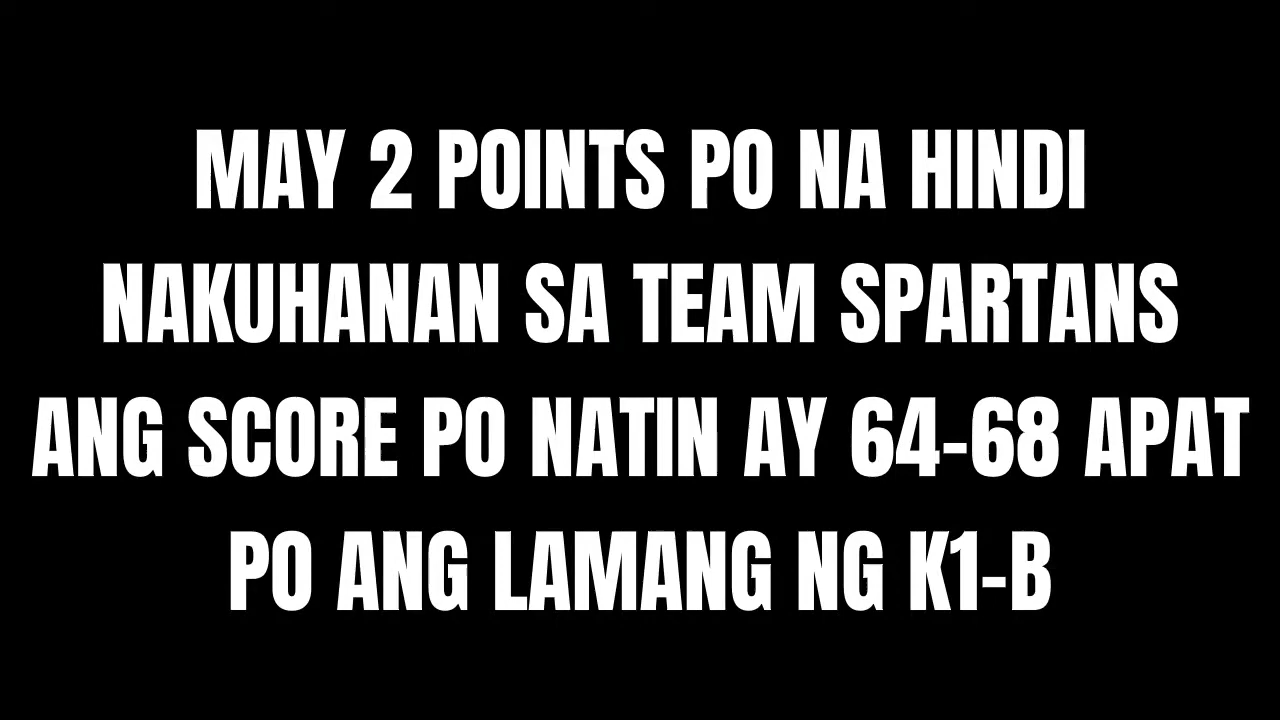 MAY 2 POINTS PO NA HINDI
NAKUHANAN SA TEAM SPARTANS
ANG SCORE PO NATIN AY 64-68 APAT
PO ANG LAMANG NG K1-B